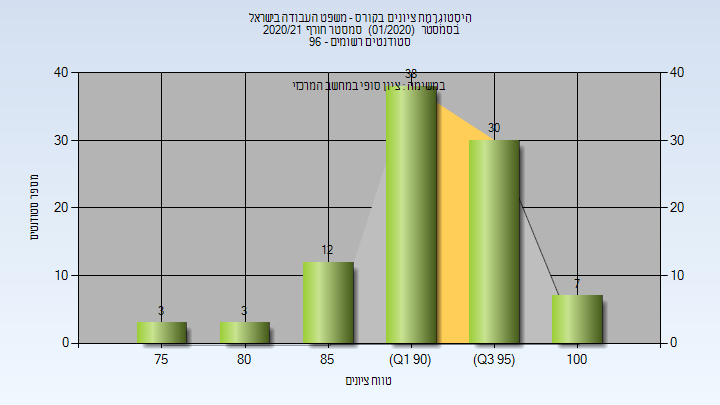 היסטוגרמת ציונים בקורס - משפט העבודה בישראל
בסמסטר (01/2020) סמסטר חורף 2020/21
סטודנטים רשומים - 96
במשימה : ציון סופי במחשב המרכזי
מספר סטודנטים
40
30
20
10
0
40
30
20
10
0
3
3
12
38
30
7
75
80
85
(Q1 90)
(Q3 95)
100
טווח ציונים